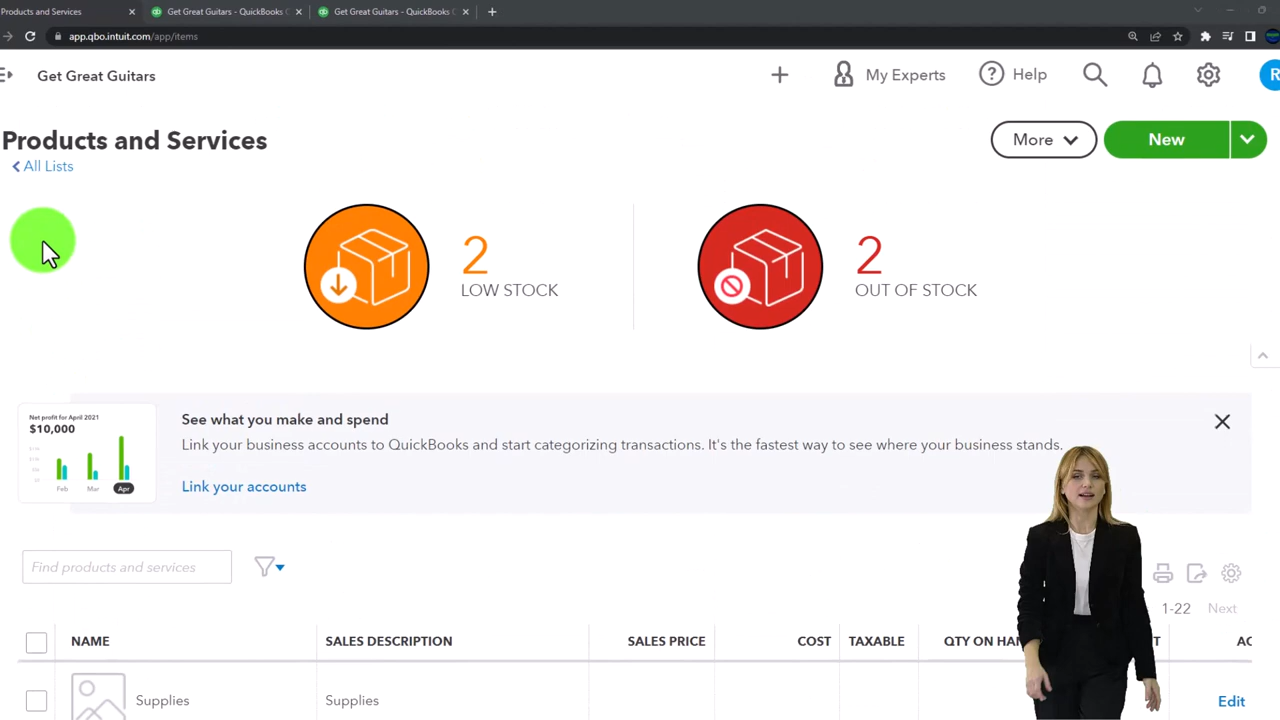 Products and Services
Get Great Guitars - QuickBooks
Get Great Guitars - QuickBooks
app.qbo.intuit.com/app/items
Get Great Guitars
My Experts
Help
Products and Services
All Lists
More
New
2
LOW STOCK
2
OUT OF STOCK
Net profit for April 2021
$10,000
Feb
Mar
Apr
See what you make and spend
Link your business accounts to QuickBooks and start categorizing transactions. It's the fastest way to see where your business stands.
Link your accounts
Find products and services
1-22
Next
NAME
SALES DESCRIPTION
SALES PRICE
COST
TAXABLE
QTY ON HAN
Supplies
Supplies
Edit